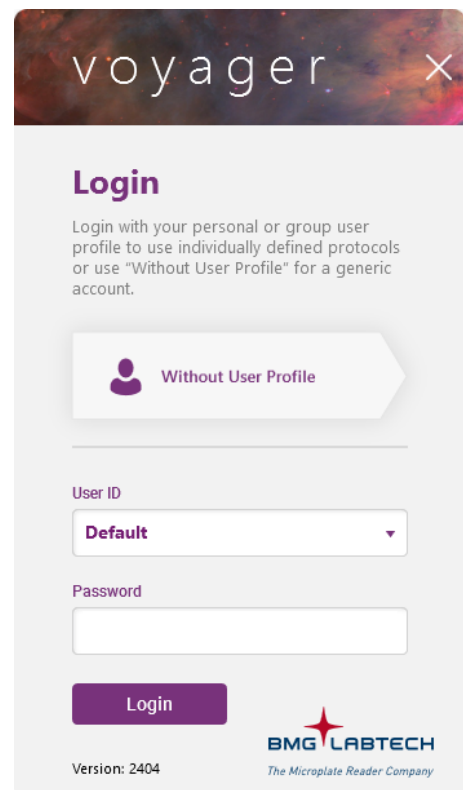 voyager
Login
Login with your personal or group user
profile to use individually defined protocols
or use “Without User Profile” for a generic
account.
Without User Profile
User ID
Default
Password
Login
BMG LABTECH
Version: 2404
The Microplate Reader Company